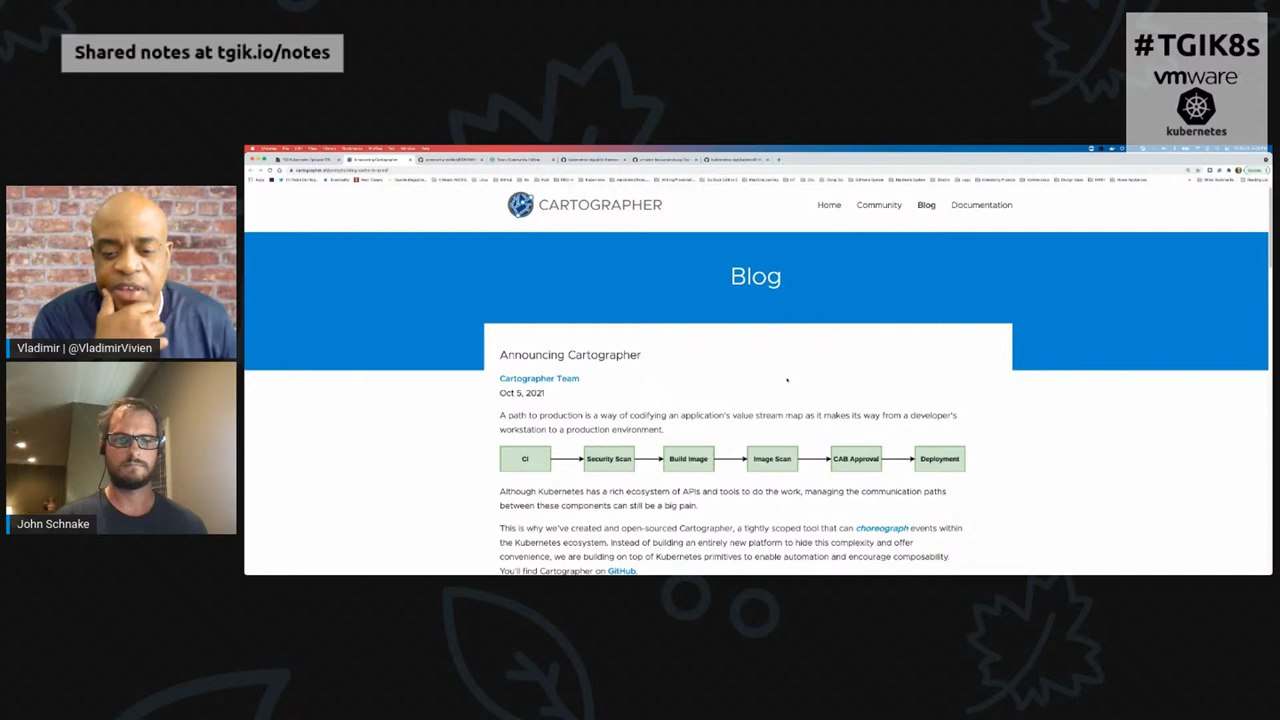 Shared notes at tgik.io/notes
#TGIK8s
vmware
kubernetes
CARTOGRAPHER
Home
Community
Blog
Documentation
Blog
Announcing Cartographer
Cartographer Team
Oct 5, 2021
A path to production is a way of codifying an application's value stream map as it makes its way from a developer's
workstation to a production environment.
CI
Security Scan
Build Image
Image Scan
CAB Approval
Deployment
Although Kubernetes has a rich ecosystem of APIs and tools to do the work, managing the communication paths
between these components can still be a big pain.
This is why we've created and open-sourced Cartographer, a tightly scoped tool that can choreograph events within
the Kubernetes ecosystem. Instead of building an entirely new platform to hide this complexity and offer
convenience, we are building on top of Kubernetes primitives to enable automation and encourage composability.
You'll find Cartographer on GitHub.
Vladimir | @VladimirVivien
John Schnake